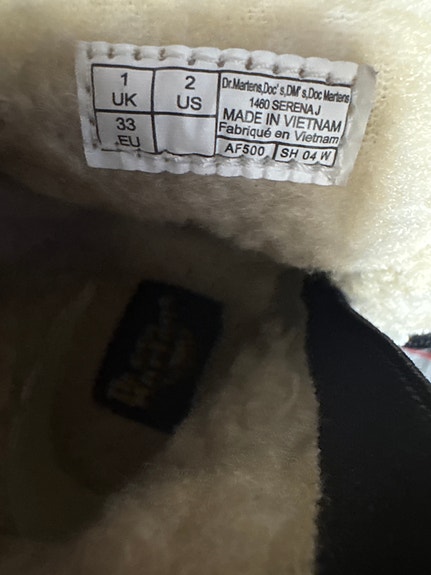 1
UK
2
US
33
.EU
Dr.Martens,Doc's,DM's,Doc Martens
1460 SERENA J
MADE IN VIETNAM
Fabriqué en Vietnam
AF500
SH 04 W